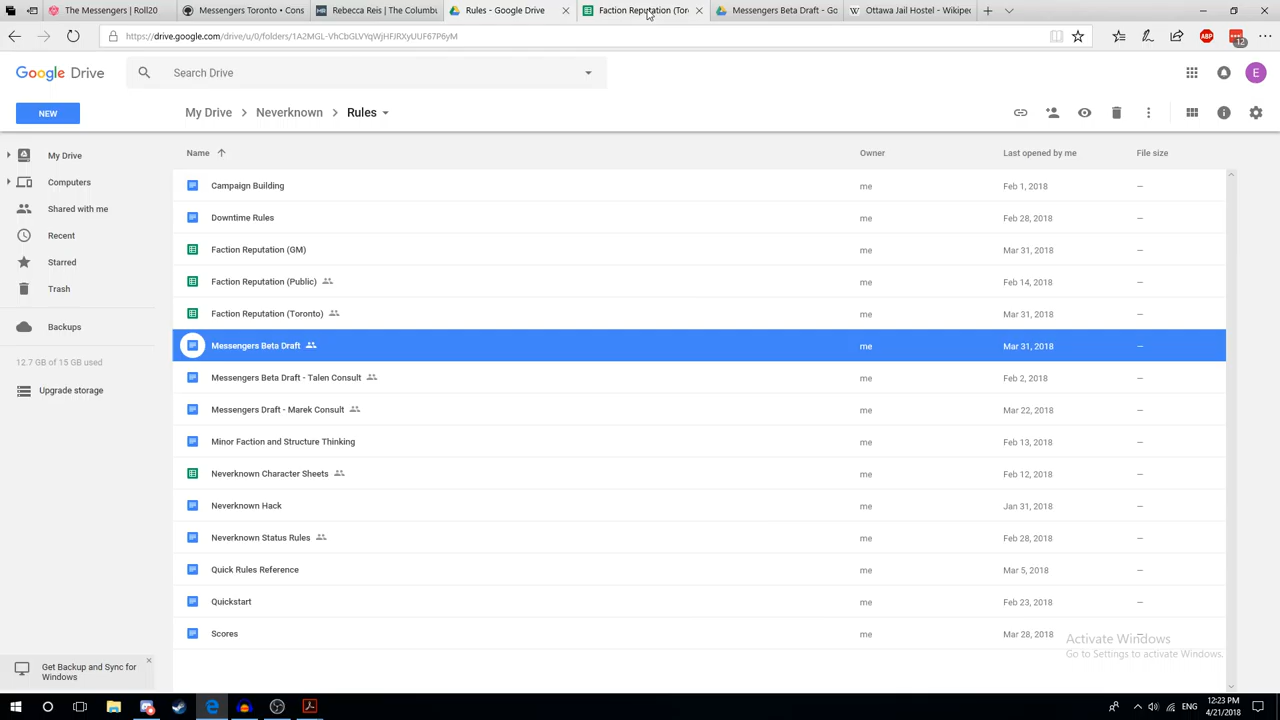 The Messengers | Roll20
Messengers Toronto • Cons
Rebecca Reis | The Columbu
Rules - Google Drive
Faction Reputation (Toro
Messengers Beta Draft - Go
Ottawa Jail Hostel - Wikipe
https://drive.google.com/drive/u/0/folders/1A2MGL-VhCbGLVYqWjHFJRXyUUF67P6yM
ABP
12
Google Drive
Search Drive
E
NEW
My Drive
Neverknown
Rules
Name
Owner
Last opened by me
File size
My Drive
Computers
Shared with me
Recent
Starred
Trash
Backups
12.7 GB of 15 GB used
Upgrade storage
Campaign Building me Feb 1, 2018 –
Downtime Rules me Feb 28, 2018 –
Faction Reputation (GM) me Mar 31, 2018 –
Faction Reputation (Public) me Feb 14, 2018 –
Faction Reputation (Toronto) me Mar 31, 2018 –
Messengers Beta Draft me Mar 31, 2018 –
Messengers Beta Draft - Talen Consult me Feb 2, 2018 –
Messengers Draft - Marek Consult me Mar 22, 2018 –
Minor Faction and Structure Thinking me Feb 13, 2018 –
Neverknown Character Sheets me Feb 12, 2018 –
Neverknown Hack me Jan 31, 2018 –
Neverknown Status Rules me Feb 28, 2018 –
Quick Rules Reference me Mar 5, 2018 –
Quickstart me Feb 23, 2018 –
Scores me Mar 28, 2018 –
Activate Windows
Go to Settings to activate Windows.
Get Backup and Sync for
Windows
ENG
12:23 PM
4/21/2018